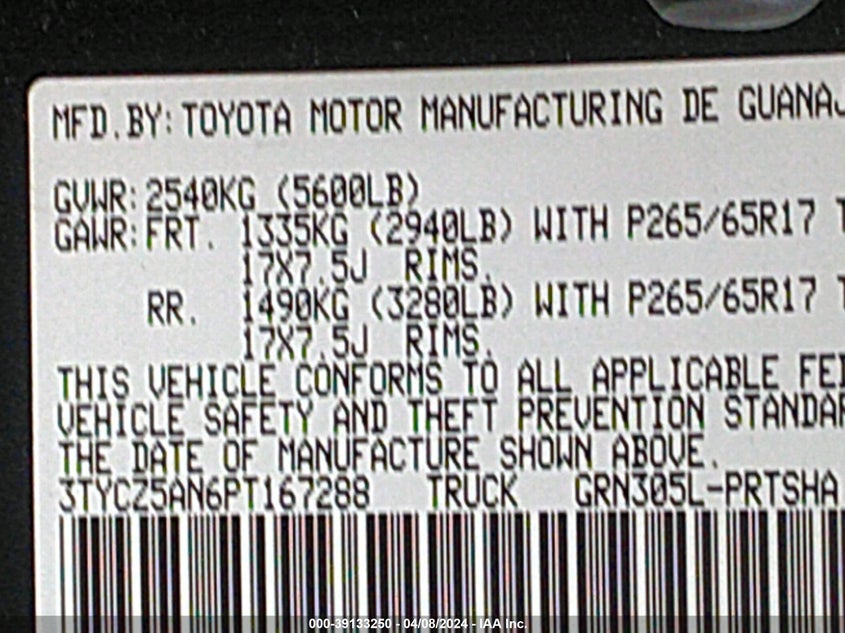 MFD.BY: TOYOTA MOTOR MANUFACTURING DE GUANAJ
GVWR: 2540KG (5600LB)
GAWR: FRT. 1335KG (2940LB) WITH P265/65R17 T
17X7.5J RIMS.
RR. 1490KG (3280LB) WITH P265/65R17 T
17X7.5J RIMS.
THIS VEHICLE CONFORMS TO ALL APPLICABLE FED
VEHICLE SAFETY AND THEFT PREVENTION STANDAR
THE DATE OF MANUFACTURE SHOWN ABOVE.
3TYCZ5AN6PT167288 TRUCK GRN305L-PRTSHA
000-39133250 - 04/08/2024 - IAA Inc.